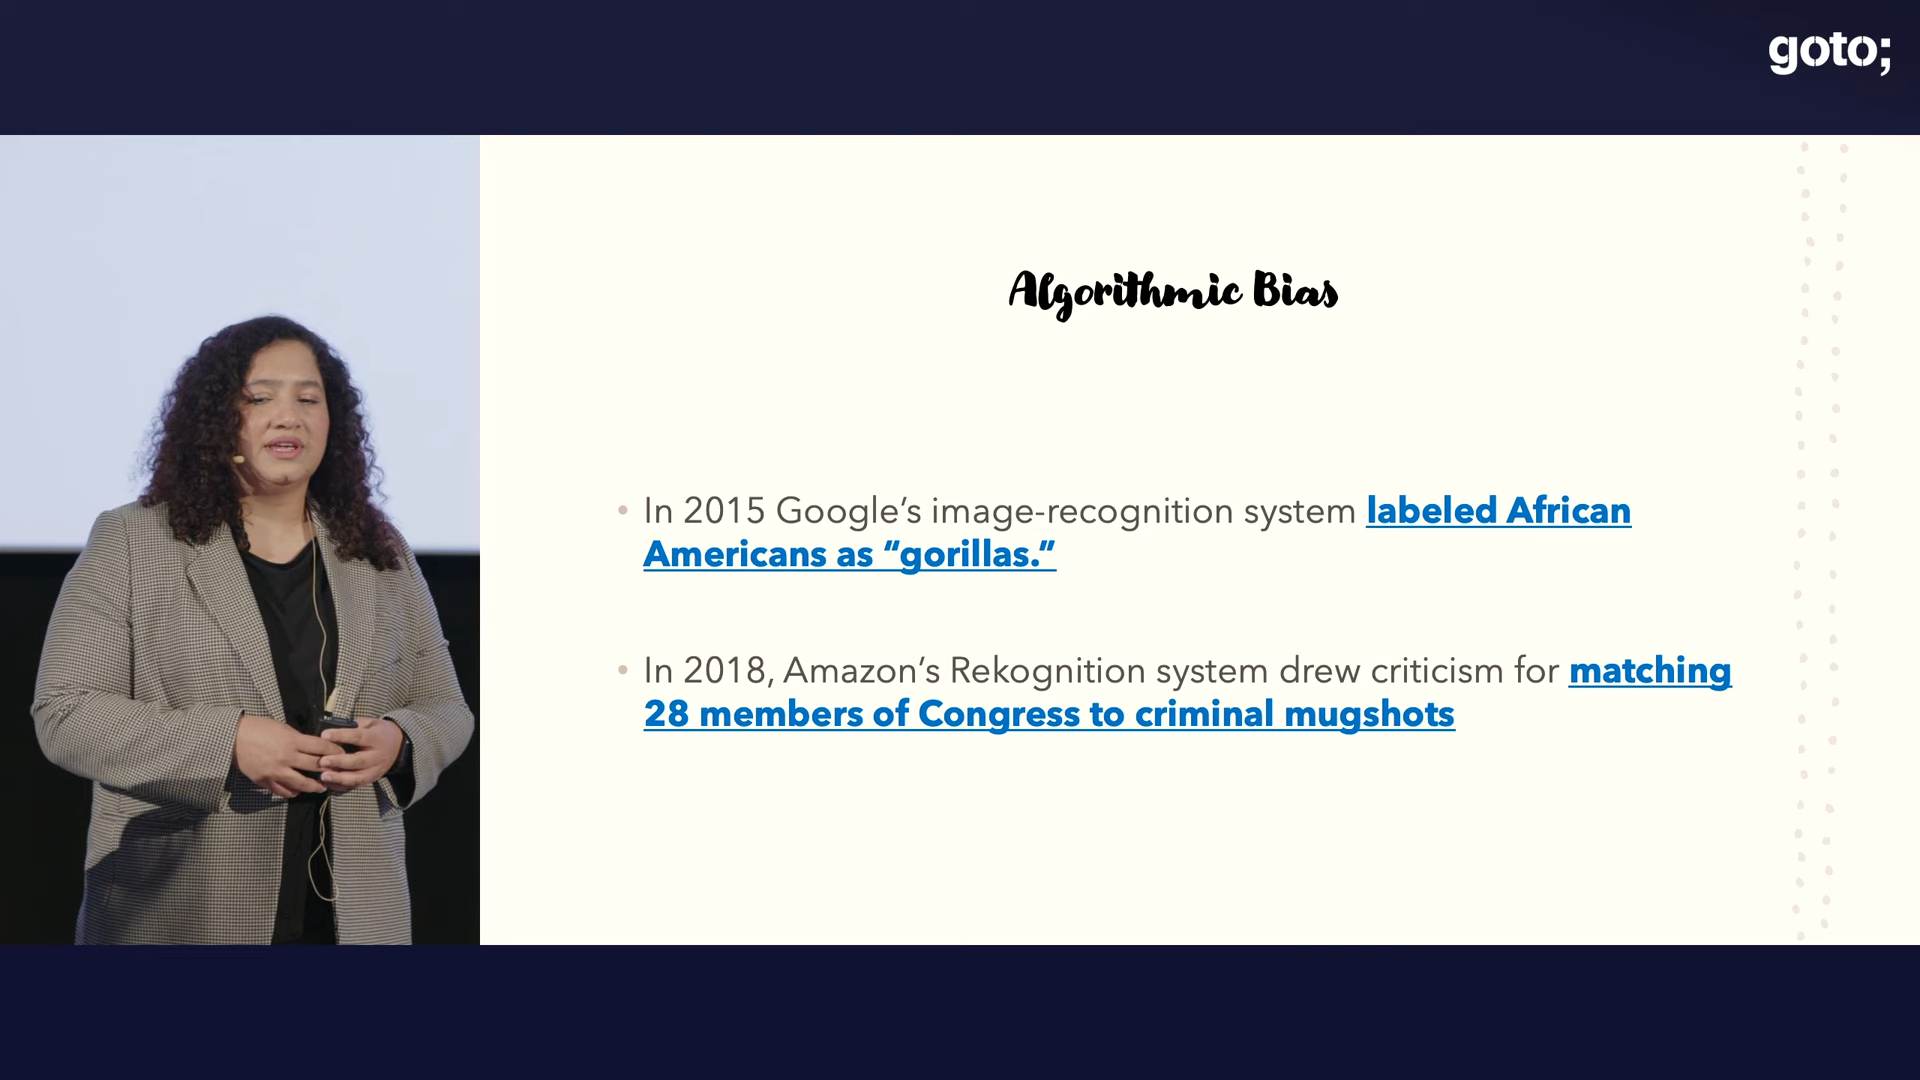 goto;
Algorithmic Bias
• In 2015 Google’s image-recognition system labeled African
Americans as “gorillas.”
• In 2018, Amazon’s Rekognition system drew criticism for matching
28 members of Congress to criminal mugshots